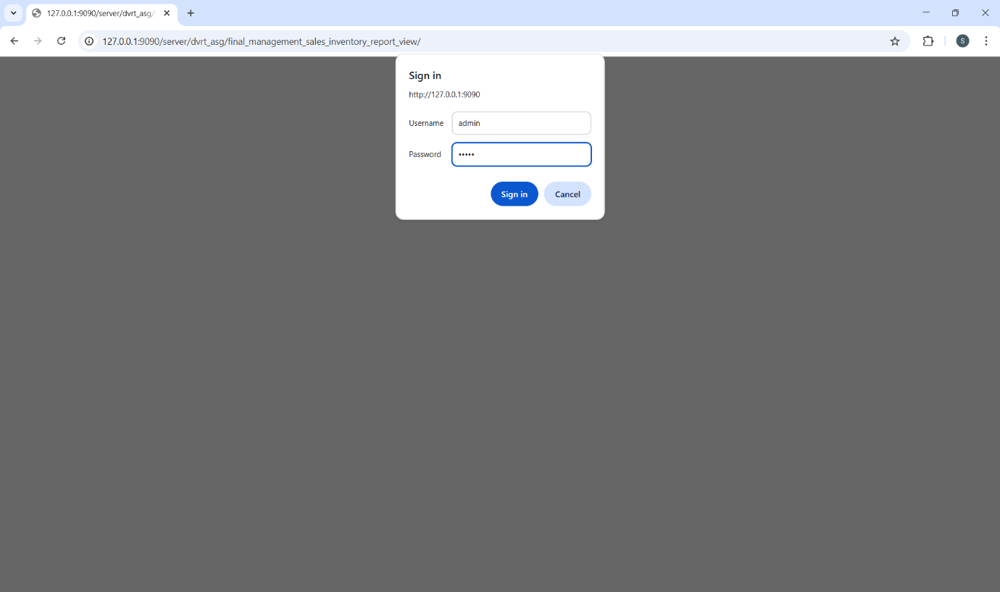 127.0.0.1:9090/server/dvrt_asg/
127.0.0.1:9090/server/dvrt_asg/final_management_sales_inventory_report_view/
S
Sign in
http://127.0.0.1:9090
Username admin
Password •••••
Sign in Cancel